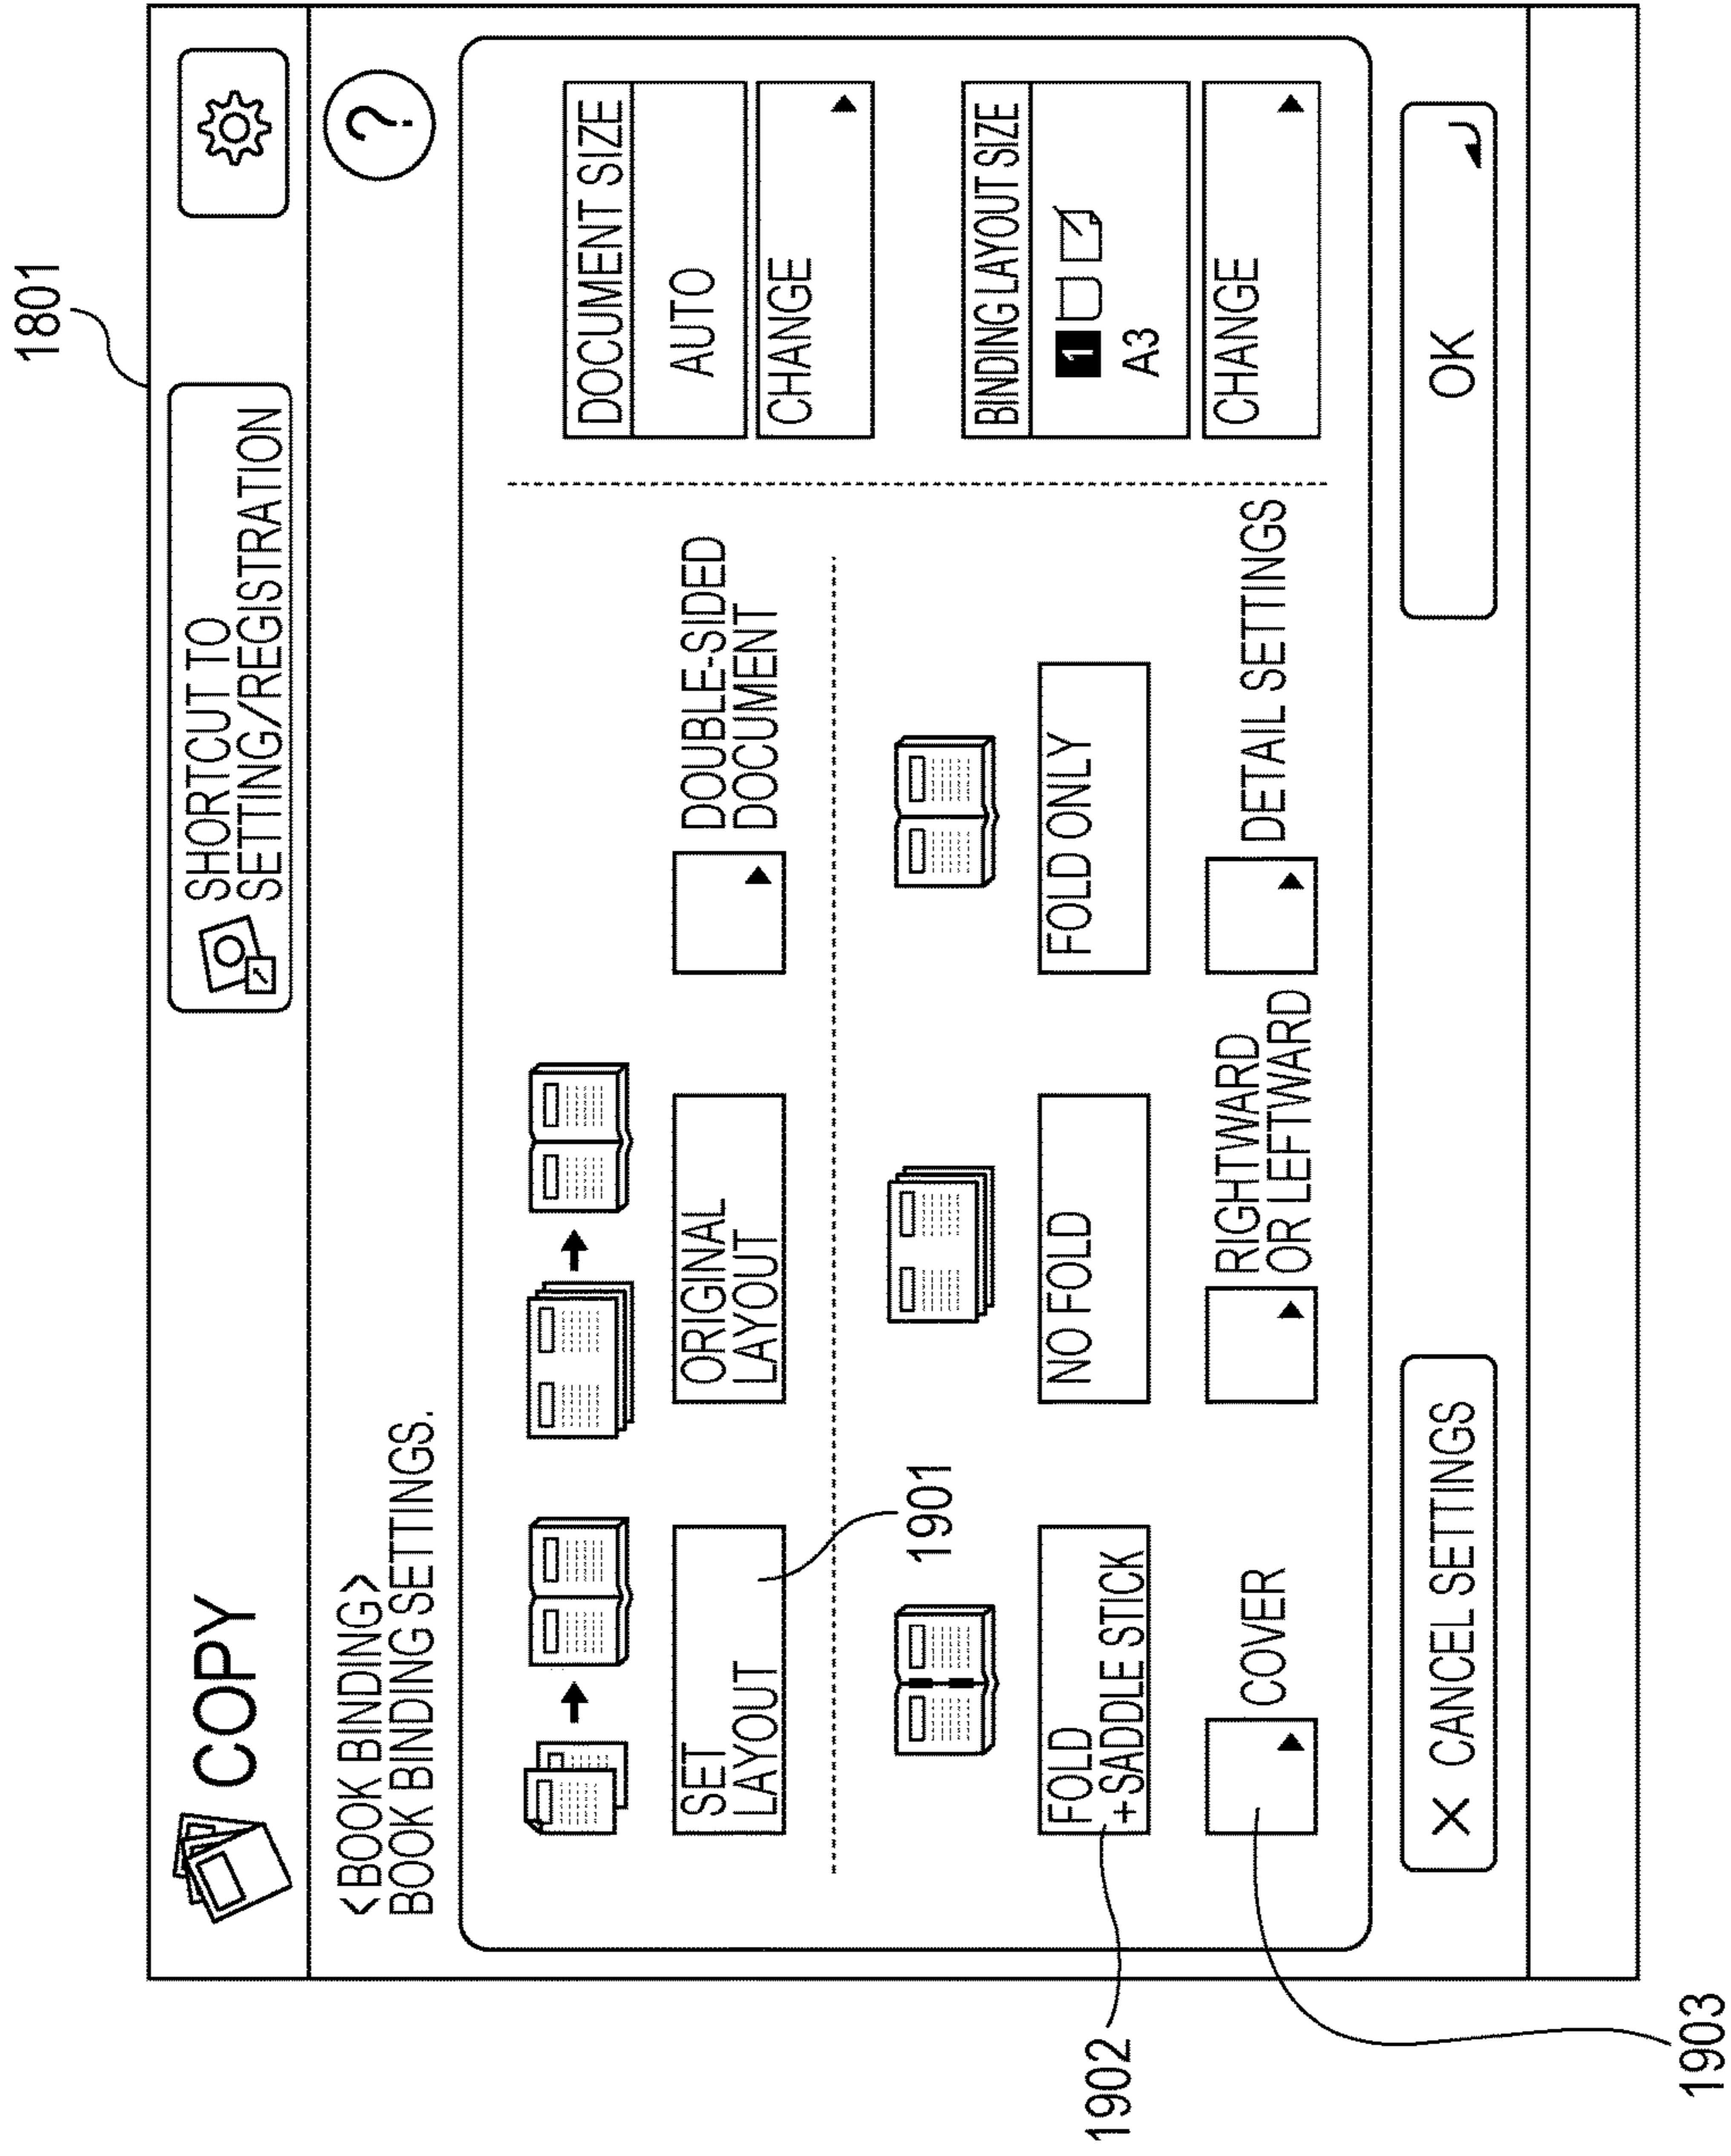 1801
COPY
SHORTCUT TO
SETTING/REGISTRATION
<BOOK BINDING>
BOOK BINDING SETTINGS.
?
SET
LAYOUT
ORIGINAL
LAYOUT
DOUBLE-SIDED
DOCUMENT
1901
FOLD
+SADDLE STICK
NO FOLD
FOLD ONLY
COVER
RIGHTWARD
OR LEFTWARD
DETAIL SETTINGS
DOCUMENT SIZE
AUTO
CHANGE
BINDING LAYOUT SIZE
1
A3
CHANGE
X CANCEL SETTINGS
OK
1902
1903